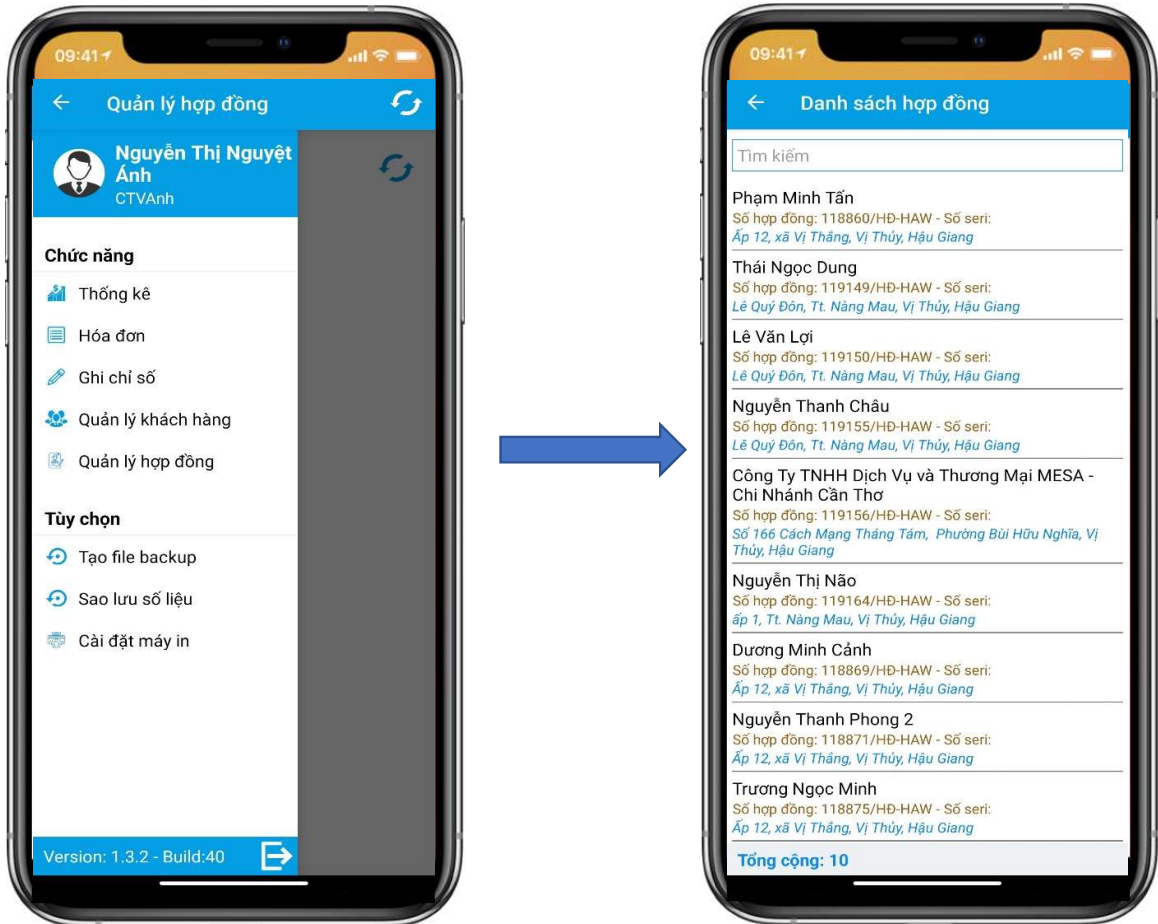 09:41
Quản lý hợp đồng
Nguyễn Thị Nguyệt
Ánh
CTVAnh
Chức năng
Thống kê
Hóa đơn
Ghi chỉ số
Quản lý khách hàng
Quản lý hợp đồng
Tùy chọn
Tạo file backup
Sao lưu số liệu
Cài đặt máy in
Version: 1.3.2 - Build:40
09:41
Danh sách hợp đồng
Tìm kiếm
Phạm Minh Tấn
Số hợp đồng: 118860/HĐ-HAW - Số seri:
Ấp 12, xã Vị Thắng, Vị Thủy, Hậu Giang
Thái Ngọc Dung
Số hợp đồng: 119149/HĐ-HAW - Số seri:
Lê Quý Đôn, Tt. Nàng Mau, Vị Thủy, Hậu Giang
Lê Văn Lợi
Số hợp đồng: 119150/HĐ-HAW - Số seri:
Lê Quý Đôn, Tt. Nàng Mau, Vị Thủy, Hậu Giang
Nguyễn Thanh Châu
Số hợp đồng: 119155/HĐ-HAW - Số seri:
Lê Quý Đôn, Tt. Nàng Mau, Vị Thủy, Hậu Giang
Công Ty TNHH Dịch Vụ và Thương Mại MESA -
Chi Nhánh Cần Thơ
Số hợp đồng: 119156/HĐ-HAW - Số seri:
Số 166 Cách Mạng Tháng Tám, Phường Bùi Hữu Nghĩa, Vị
Thủy, Hậu Giang
Nguyễn Thị Não
Số hợp đồng: 119164/HĐ-HAW - Số seri:
ấp 1, Tt. Nàng Mau, Vị Thủy, Hậu Giang
Dương Minh Cảnh
Số hợp đồng: 118869/HĐ-HAW - Số seri:
Ấp 12, xã Vị Thắng, Vị Thủy, Hậu Giang
Nguyễn Thanh Phong 2
Số hợp đồng: 118871/HĐ-HAW - Số seri:
Ấp 12, xã Vị Thắng, Vị Thủy, Hậu Giang
Trương Ngọc Minh
Số hợp đồng: 118875/HĐ-HAW - Số seri:
Ấp 12, xã Vị Thắng, Vị Thủy, Hậu Giang
Tổng cộng: 10